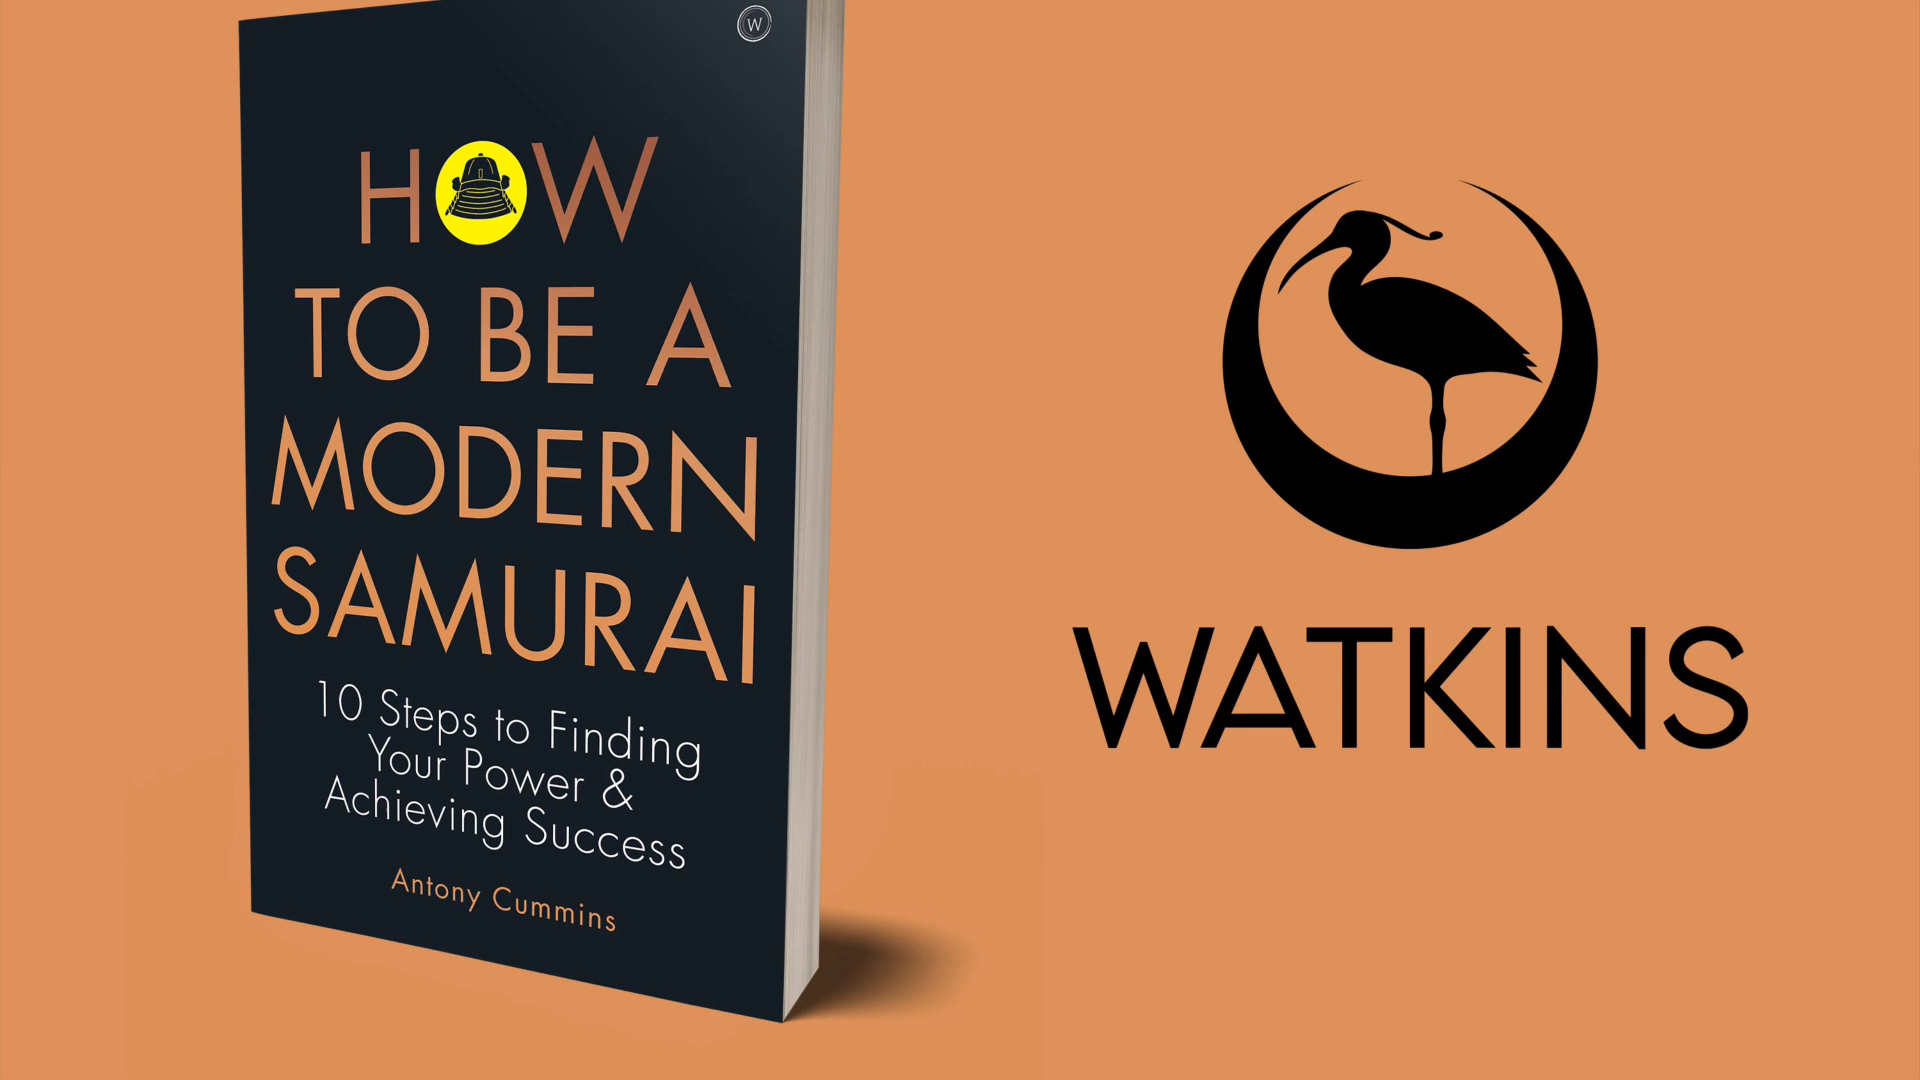 W
HOW
TO BE A
MODERN
SAMURAI
10 Steps to Finding
Your Power &
Achieving Success
Antony Cummins
WATKINS